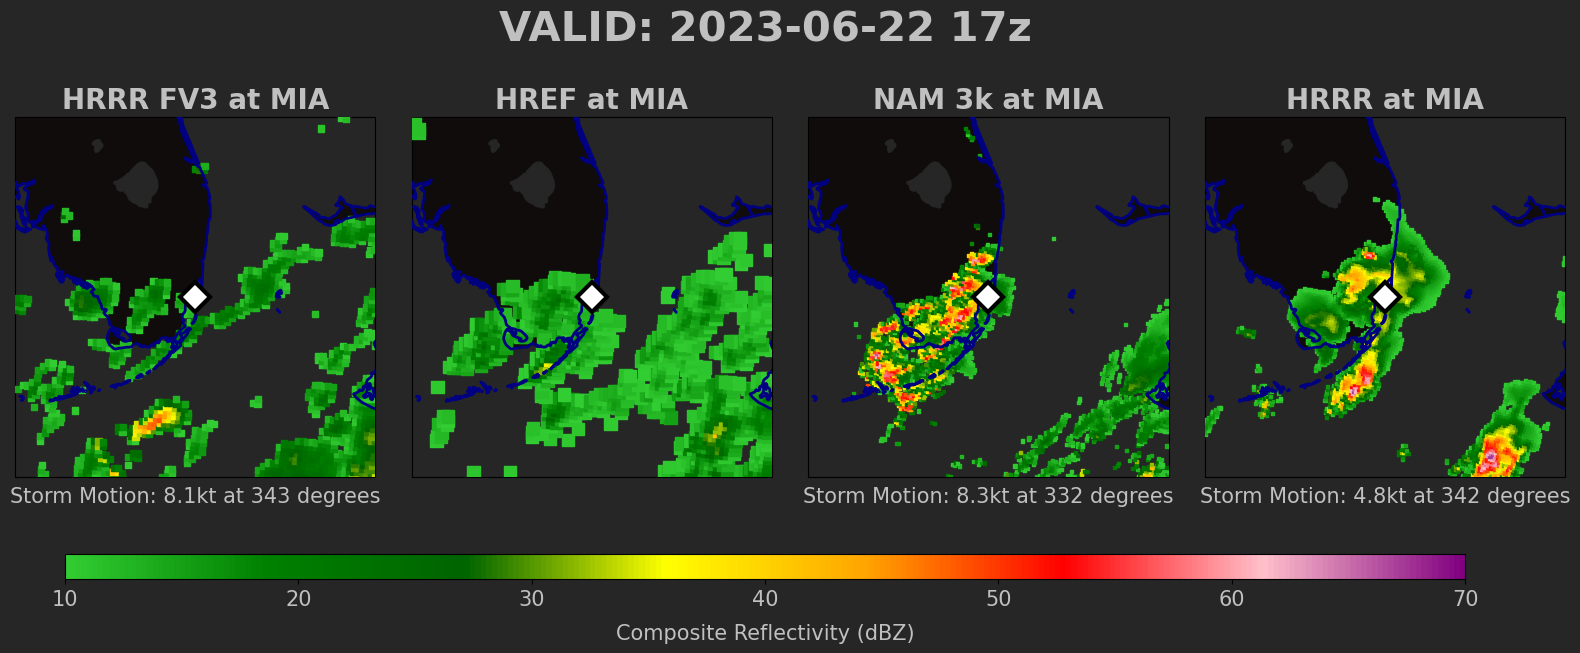 VALID: 2023-06-22 17z
HRRR FV3 at MIA
HREF at MIA
NAM 3k at MIA
HRRR at MIA
Storm Motion: 8.1kt at 343 degrees
Storm Motion: 8.3kt at 332 degrees
Storm Motion: 4.8kt at 342 degrees
10 20 30 40 50 60 70
Composite Reflectivity (dBZ)